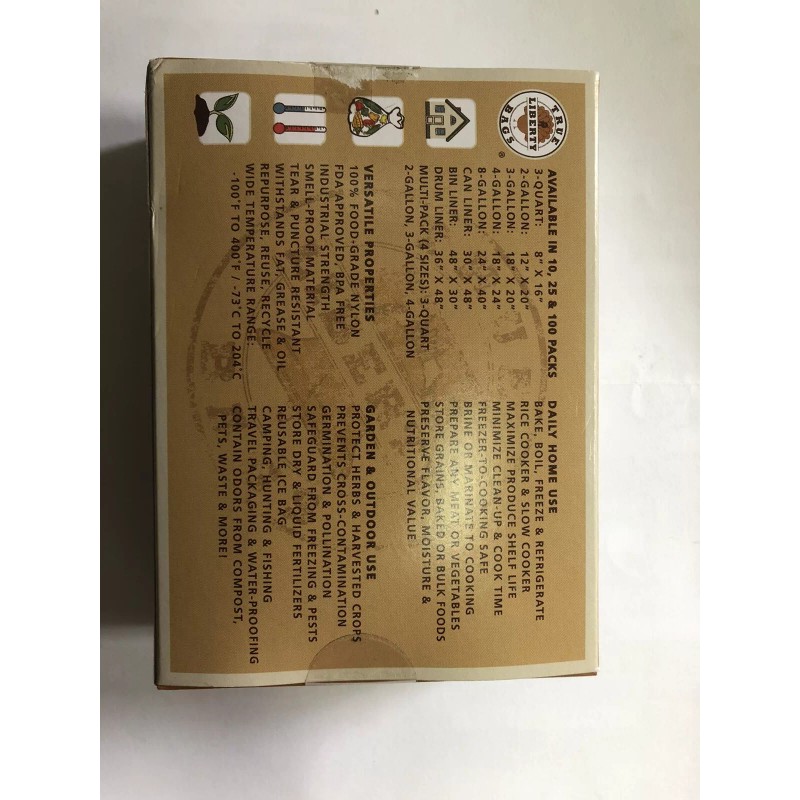 TRUE
LIBERTY
BAGS
®
AVAILABLE IN 10, 25 & 100 PACKS
3-QUART: 8" X 16"
2-GALLON: 12" X 20"
3-GALLON: 18" X 20"
4-GALLON: 18" X 24"
8-GALLON: 24" X 40"
CAN LINER: 30" X 48"
BIN LINER: 48" X 30"
DRUM LINER: 36" X 48"
MULTI-PACK (4 SIZES): 3-QUART
2-GALLON, 3-GALLON, 4-GALLON
DAILY HOME USE
BAKE, BOIL, FREEZE & REFRIGERATE
RICE COOKER & SLOW COOKER
MAXIMIZE PRODUCE SHELF LIFE
MINIMIZE CLEAN-UP & COOK TIME
FREEZER-TO-COOKING SAFE
BRINE OR MARINATE TO COOKING
PREPARE ANY MEAT OR VEGETABLES
STORE GRAINS, BAKED OR BULK FOODS
PRESERVE FLAVOR, MOISTURE &
NUTRITIONAL VALUE
VERSATILE PROPERTIES
100% FOOD-GRADE NYLON
FDA APPROVED, BPA FREE
INDUSTRIAL STRENGTH
SMELL-PROOF MATERIAL
TEAR & PUNCTURE RESISTANT
WITHSTANDS FAT, GREASE & OIL
REPURPOSE, REUSE, RECYCLE
WIDE TEMPERATURE RANGE:
-100°F TO 400°F / -73°C TO 204°C
GARDEN & OUTDOOR USE
PROTECT HERBS & HARVESTED CROPS
PREVENTS CROSS-CONTAMINATION
GERMINATION & POLLINATION
SAFEGUARD FROM FREEZING & PESTS
STORE DRY & LIQUID FERTILIZERS
REUSABLE ICE BAG
CAMPING, HUNTING & FISHING
TRAVEL PACKAGING & WATER-PROOFING
CONTAIN ODORS FROM COMPOST,
PETS, WASTE & MORE!